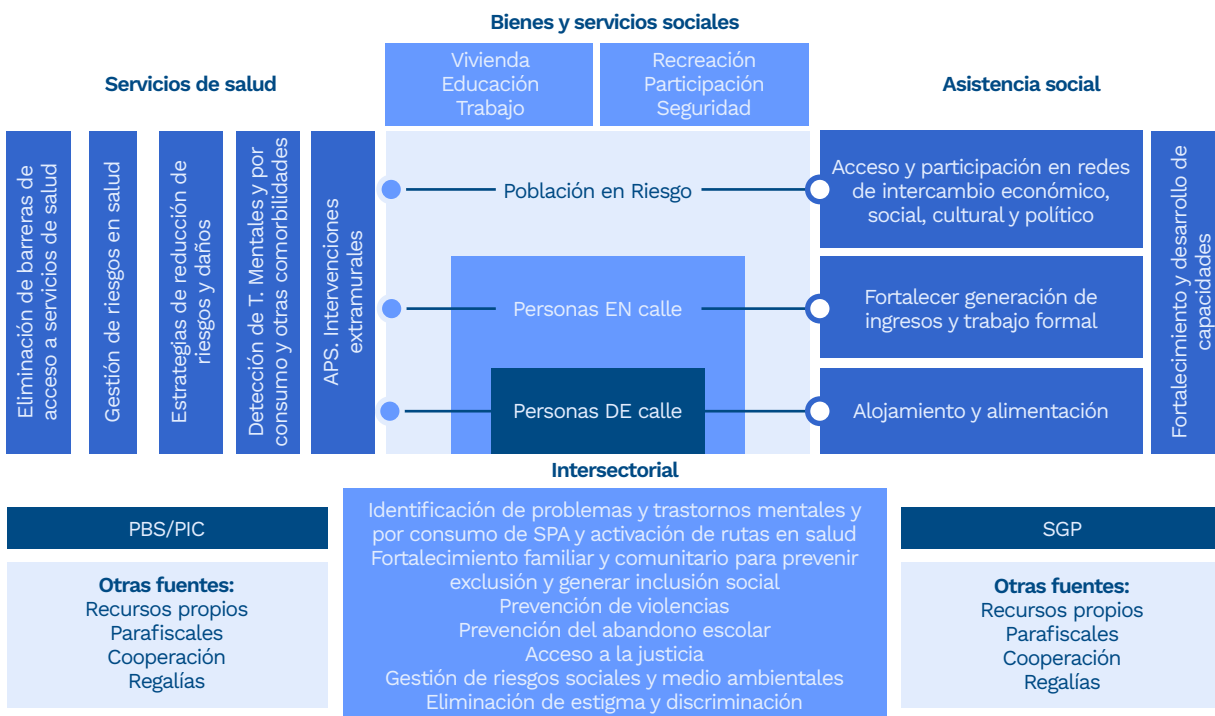 Bienes y servicios sociales
Vivienda
Educación
Trabajo
Recreación
Participación
Seguridad
Servicios de salud
Asistencia social
Eliminación de barreras de
acceso a servicios de salud
Gestión de riesgos en salud
Estrategias de reducción de
riesgos y daños
Detección de T. Mentales y por
consumo y otras comorbilidades
APS. Intervenciones
extramurales
Población en Riesgo
Personas EN calle
Personas DE calle
Acceso y participación en redes
de intercambio económico,
social, cultural y político
Fortalecer generación de
ingresos y trabajo formal
Alojamiento y alimentación
Fortalecimiento y desarrollo de
capacidades
Intersectorial
PBS/PIC
Otras fuentes:
Recursos propios
Parafiscales
Cooperación
Regalías
Identificación de problemas y trastornos mentales y
por consumo de SPA y activación de rutas en salud
Fortalecimiento familiar y comunitario para prevenir
exclusión y generar inclusión social
Prevención de violencias
Prevención del abandono escolar
Acceso a la justicia
Gestión de riesgos sociales y medio ambientales
Eliminación de estigma y discriminación
SGP
Otras fuentes:
Recursos propios
Parafiscales
Cooperación
Regalías